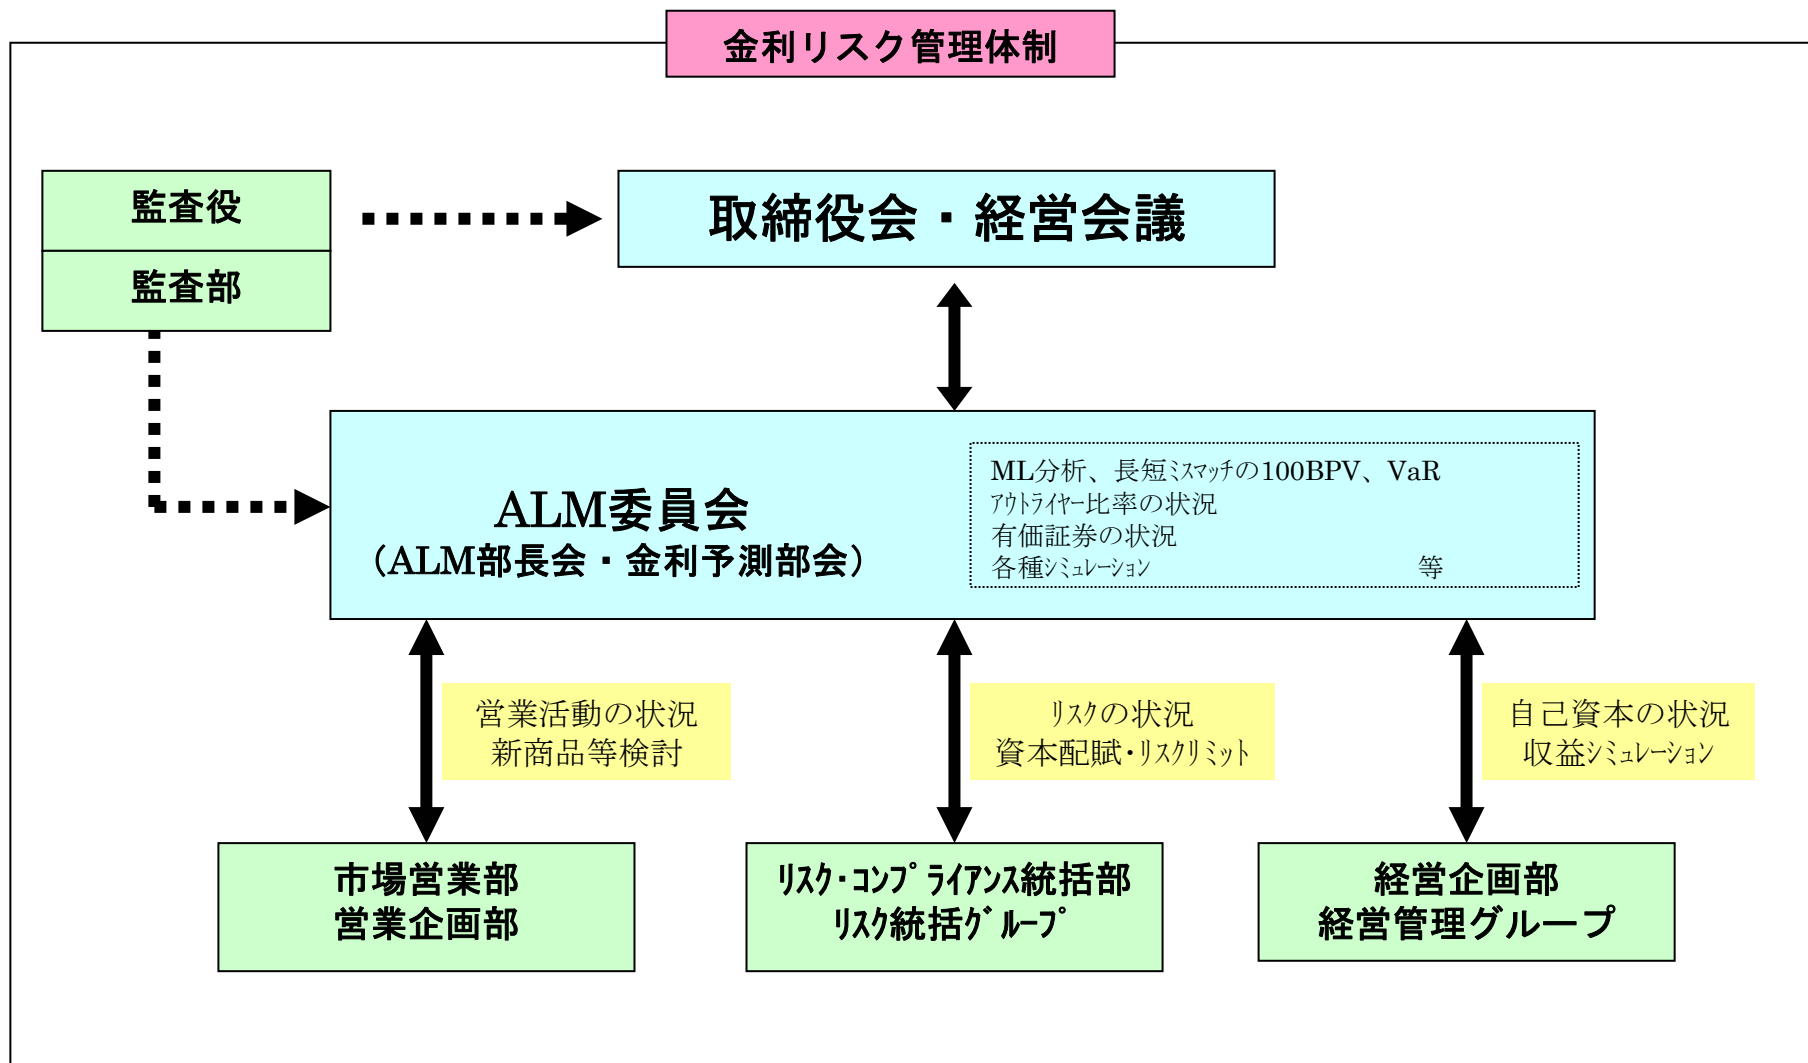 金利リスク管理体制
監査役
監査部
取締役会・経営会議
ALM委員会
（ALM部長会・金利予測部会）
ML分析、長短ﾐｽﾏｯﾁの100BPV、VaR
ｱｳﾄﾗｲﾔｰ比率の状況
有価証券の状況
各種ｼﾐｭﾚｰｼｮﾝ 等
営業活動の状況
新商品等検討
ﾘｽｸの状況
資本配賦・ﾘｽｸﾘﾐｯﾄ
自己資本の状況
収益ｼﾐｭﾚｰｼｮﾝ
市場営業部
営業企画部
ﾘｽｸ・ｺﾝﾌﾟﾗｲｱﾝｽ統括部
ﾘｽｸ統括ｸﾞﾙｰﾌﾟ
経営企画部
経営管理グループ